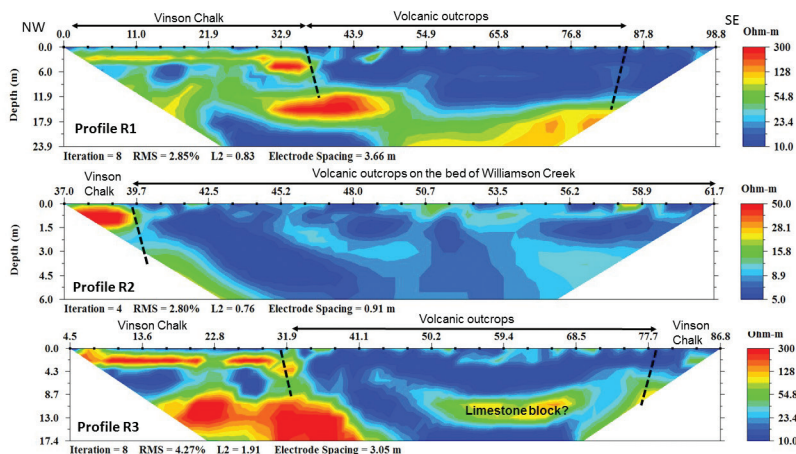 NW Vinson Chalk Volcanic outcrops SE
0.0 11.0 21.9 32.9 43.9 54.9 65.8 76.8 87.8 98.8 Ohm-m
Depth (m)
0.0
6.0
11.9
17.9
23.9
300
128
54.8
23.4
10.0
Profile R1
Iteration = 8 RMS = 2.85% L2 = 0.83 Electrode Spacing = 3.66 m
Vinson
Chalk
Volcanic outcrops on the bed of Williamson Creek
37.0 39.7 42.5 45.2 48.0 50.7 53.5 56.2 58.9 61.7 Ohm-m
Depth (m)
0.0
1.5
3.0
4.5
6.0
50.0
28.1
15.8
8.9
5.0
Profile R2
Iteration = 4 RMS = 2.80% L2 = 0.76 Electrode Spacing = 0.91 m
Vinson Chalk Volcanic outcrops Vinson
Chalk
4.5 13.6 22.8 31.9 41.1 50.2 59.4 68.5 77.7 86.8 Ohm-m
Depth (m)
0.0
4.3
8.7
13.0
17.4
300
128
54.8
23.4
10.0
Limestone block?
Profile R3
Iteration = 8 RMS = 4.27% L2 = 1.91 Electrode Spacing = 3.05 m